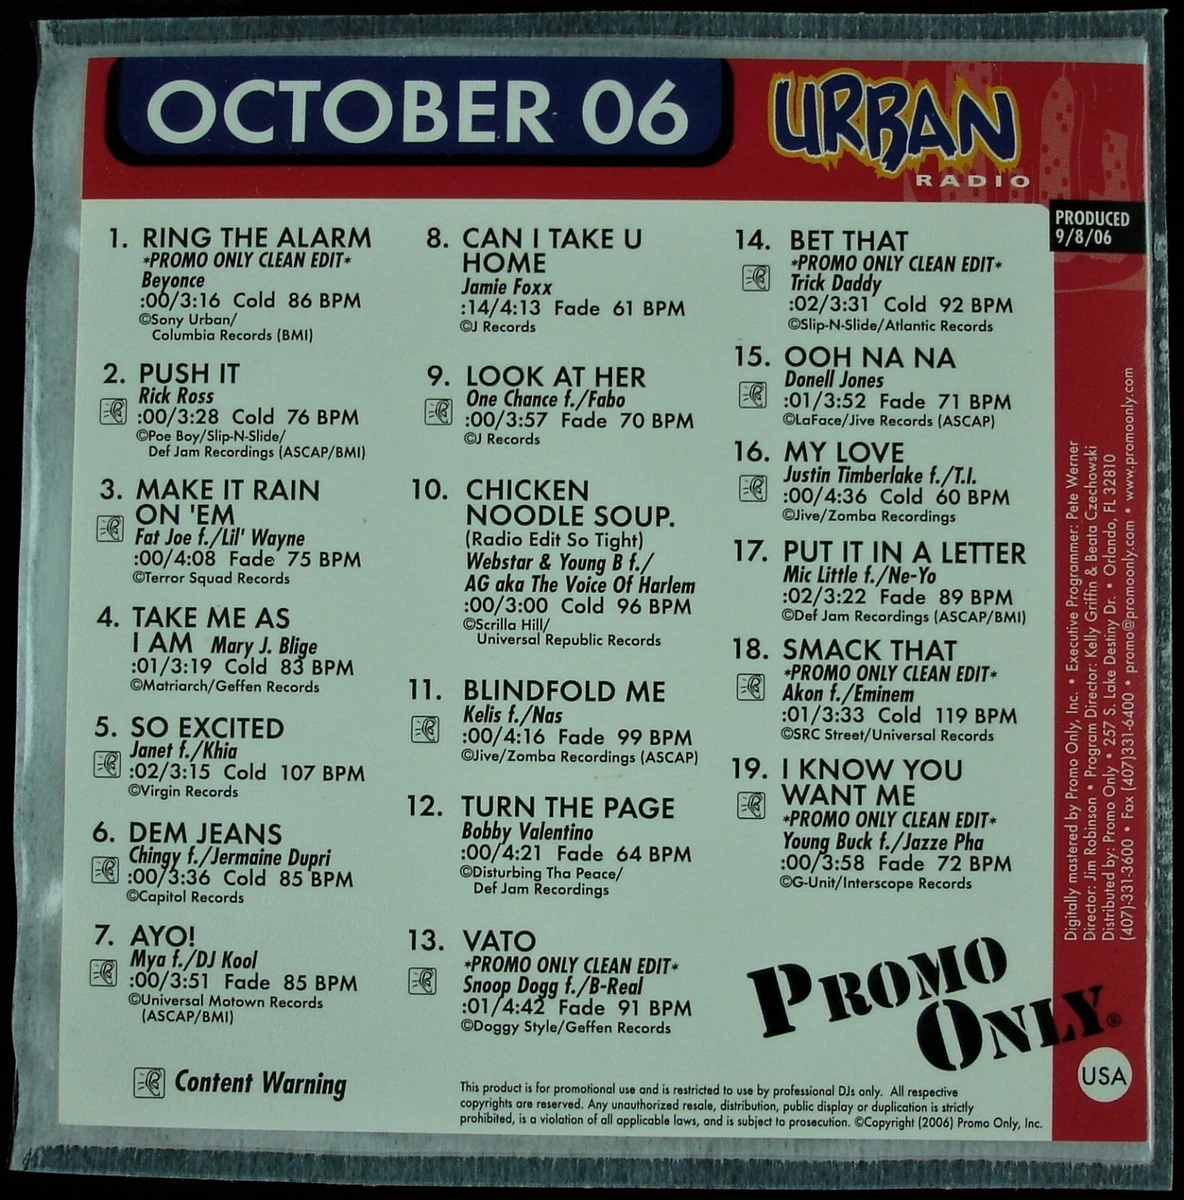 OCTOBER 06
URBAN
RADIO
PRODUCED
9/8/06
1. RING THE ALARM
*PROMO ONLY CLEAN EDIT*
Beyonce
:00/3:16 Cold 86 BPM
©Sony Urban/
Columbia Records (BMI)
2. PUSH IT
Rick Ross
:00/3:28 Cold 76 BPM
©Poe Boy/Slip-N-Slide/
Def Jam Recordings (ASCAP/BMI)
3. MAKE IT RAIN
ON 'EM
Fat Joe f./Lil' Wayne
:00/4:08 Fade 75 BPM
©Terror Squad Records
4. TAKE ME AS
I AM Mary J. Blige
:01/3:19 Cold 83 BPM
©Matriarch/Geffen Records
5. SO EXCITED
Janet f./Khia
:02/3:15 Cold 107 BPM
©Virgin Records
6. DEM JEANS
Chingy f./Jermaine Dupri
:00/3:36 Cold 85 BPM
©Capitol Records
7. AYO!
Mya f./DJ Kool
:00/3:51 Fade 85 BPM
©Universal Motown Records
(ASCAP/BMI)
Content Warning
8. CAN I TAKE U
HOME
Jamie Foxx
:14/4:13 Fade 61 BPM
©J Records
9. LOOK AT HER
One Chance f./Fabo
:00/3:57 Fade 70 BPM
©J Records
10. CHICKEN
NOODLE SOUP.
(Radio Edit So Tight)
Webstar & Young B f./
AG aka The Voice Of Harlem
:00/3:00 Cold 96 BPM
©Scrilla Hill/
Universal Republic Records
11. BLINDFOLD ME
Kelis f./Nas
:00/4:16 Fade 99 BPM
©Jive/Zomba Recordings (ASCAP)
12. TURN THE PAGE
Bobby Valentino
:00/4:21 Fade 64 BPM
©Disturbing Tha Peace/
Def Jam Recordings
13. VATO
*PROMO ONLY CLEAN EDIT*
Snoop Dogg f./B-Real
:01/4:42 Fade 91 BPM
©Doggy Style/Geffen Records
14. BET THAT
*PROMO ONLY CLEAN EDIT*
Trick Daddy
:02/3:31 Cold 92 BPM
©Slip-N-Slide/Atlantic Records
15. OOH NA NA
Donell Jones
:01/3:52 Fade 71 BPM
©LaFace/Jive Records (ASCAP)
16. MY LOVE
Justin Timberlake f./T.I.
:00/4:36 Cold 60 BPM
©Jive/Zomba Recordings
17. PUT IT IN A LETTER
Mic Little f./Ne-Yo
:02/3:22 Fade 89 BPM
©Def Jam Recordings (ASCAP/BMI)
18. SMACK THAT
*PROMO ONLY CLEAN EDIT*
Akon f./Eminem
:01/3:33 Cold 119 BPM
©SRC Street/Universal Records
19. I KNOW YOU
WANT ME
*PROMO ONLY CLEAN EDIT*
Young Buck f./Jazze Pha
:00/3:58 Fade 72 BPM
©G-Unit/Interscope Records
PROMO
ONLY®
USA
This product is for promotional use and is restricted to use by professional DJs only. All respective
copyrights are reserved. Any unauthorized resale, distribution, public display or duplication is strictly
prohibited, is a violation of all applicable laws, and is subject to prosecution. ©Copyright (2006) Promo Only, Inc.
Digitally mastered by Promo Only, Inc. • Executive Programmer: Pete Werner
Director: Jim Robinson • Program Director: Kelly Griffin & Beata Czechowski
Distributed by: Promo Only • 257 S. Lake Destiny Dr. • Orlando, FL 32810
(407)-331-3600 • Fax (407)331-6400 • promo@promoonly.com • www.promoonly.com